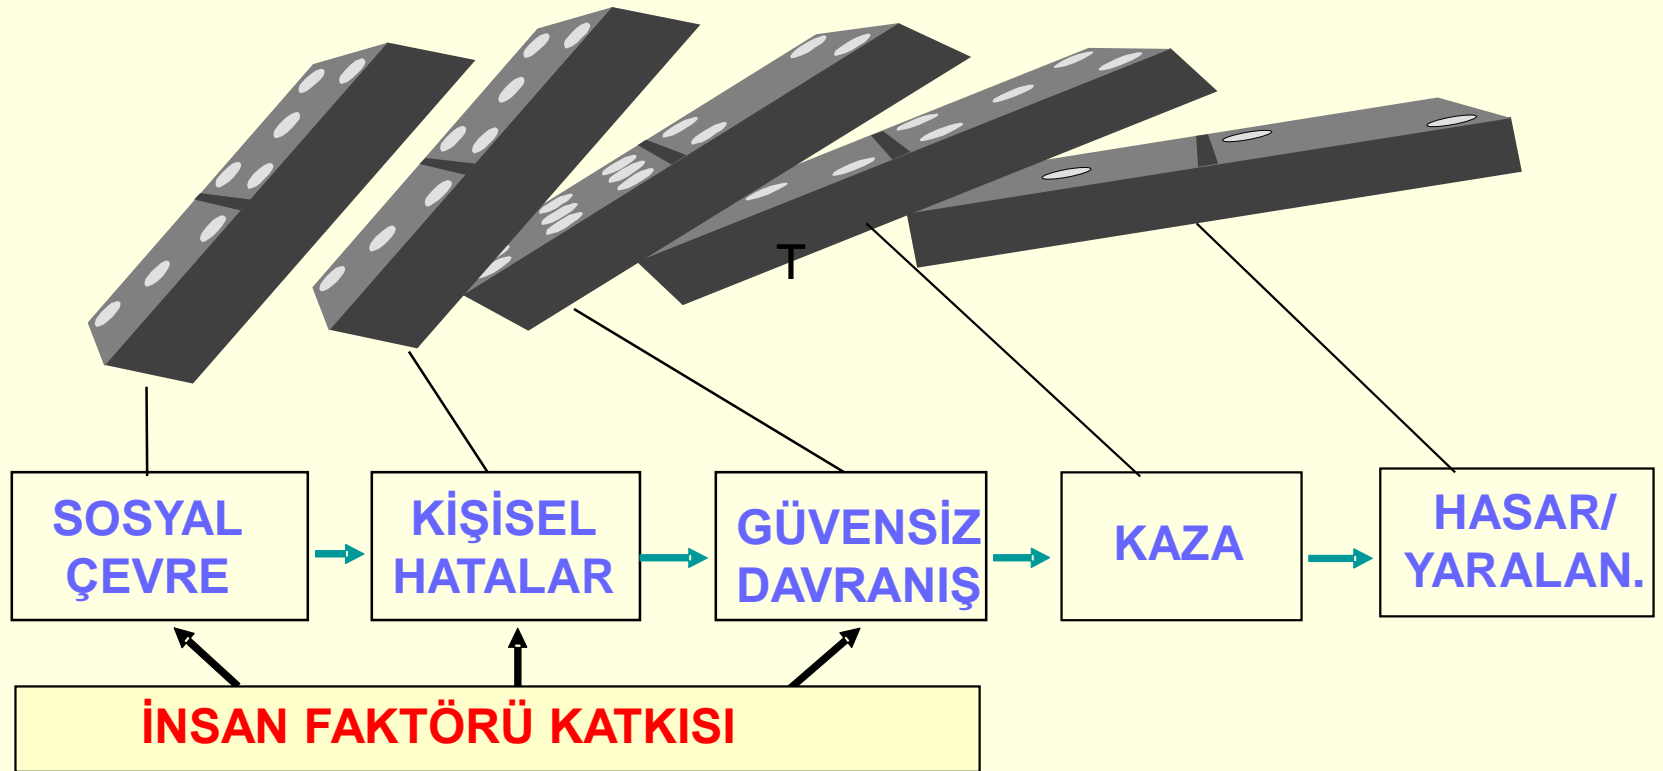 T
SOSYAL
ÇEVRE
KİŞİSEL
HATALAR
GÜVENSİZ
DAVRANIŞ
KAZA
HASAR/
YARALAN.
İNSAN FAKTÖRÜ KATKISI